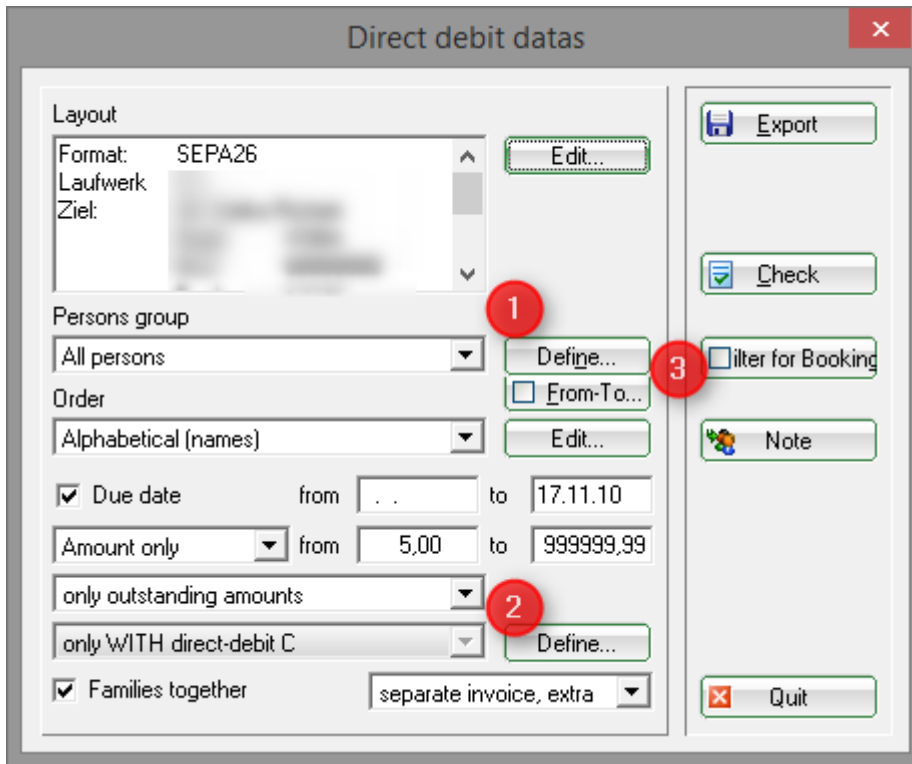 Direct debit datas
Layout
Format: SEPA26
Laufwerk
Ziel:
Edit...
Export
Check
1
Persons group
All persons
Define...
3
ilter for Booking
From-To...
Order
Alphabetical (names)
Edit...
Note
Due date from . . to 17.11.10
Amount only from 5,00 to 999999,99
only outstanding amounts
2
only WITH direct-debit C
Define...
Families together
separate invoice, extra
Quit